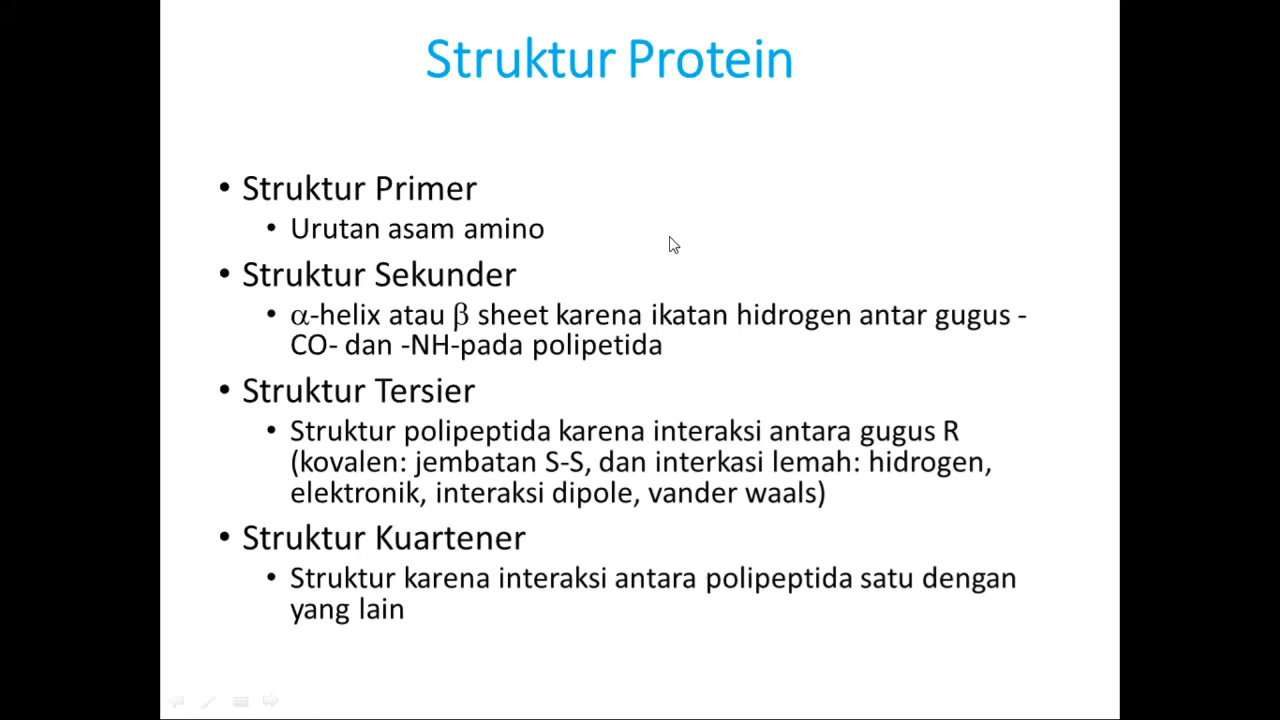 Struktur Protein
• Struktur Primer
• Urutan asam amino
• Struktur Sekunder
• α-helix atau β sheet karena ikatan hidrogen antar gugus -
CO- dan -NH-pada polipetida
• Struktur Tersier
• Struktur polipeptida karena interaksi antara gugus R
(kovalen: jembatan S-S, dan interkasi lemah: hidrogen,
elektronik, interaksi dipole, vander waals)
• Struktur Kuartener
• Struktur karena interaksi antara polipeptida satu dengan
yang lain